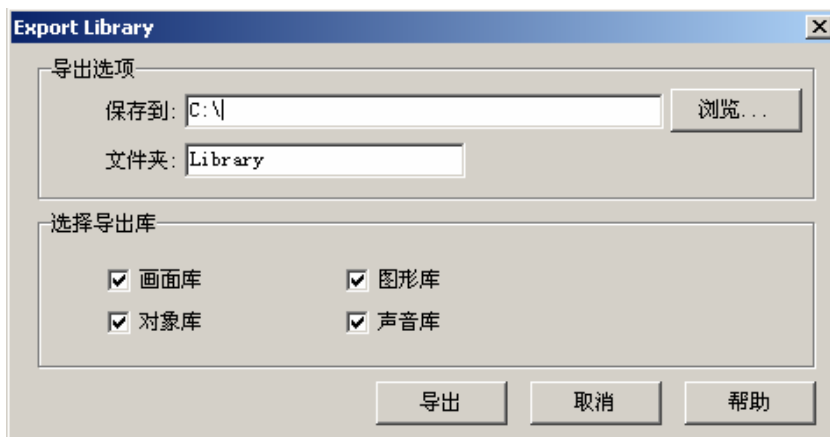 Export Library
导出选项
保存到: C:\ 浏览...
文件夹: Library
选择导出库
画面库 图形库
对象库 声音库
导出 取消 帮助